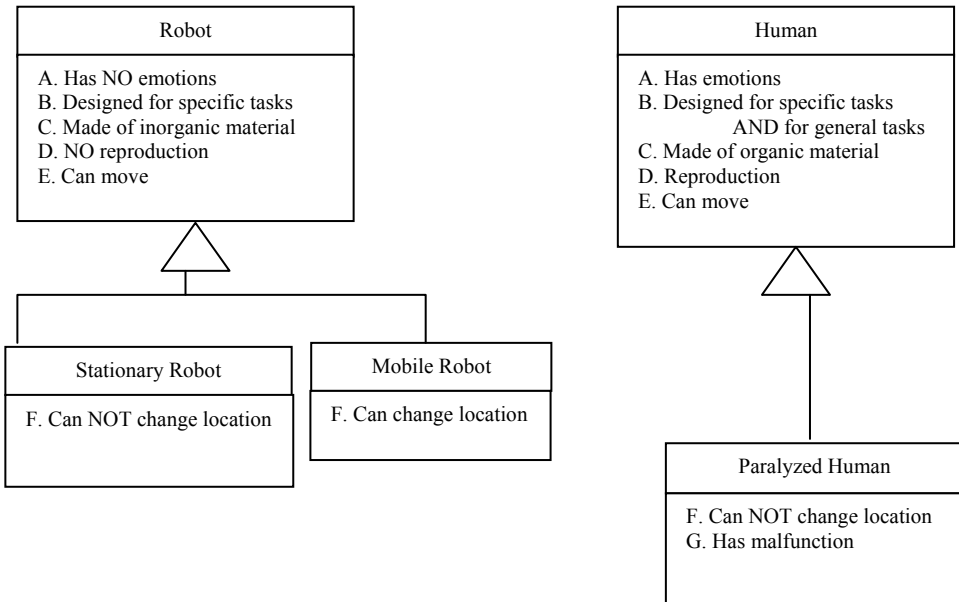 Robot
A. Has NO emotions
B. Designed for specific tasks
C. Made of inorganic material
D. NO reproduction
E. Can move
Human
A. Has emotions
B. Designed for specific tasks
AND for general tasks
C. Made of organic material
D. Reproduction
E. Can move
Stationary Robot
F. Can NOT change location
Mobile Robot
F. Can change location
Paralyzed Human
F. Can NOT change location
G. Has malfunction